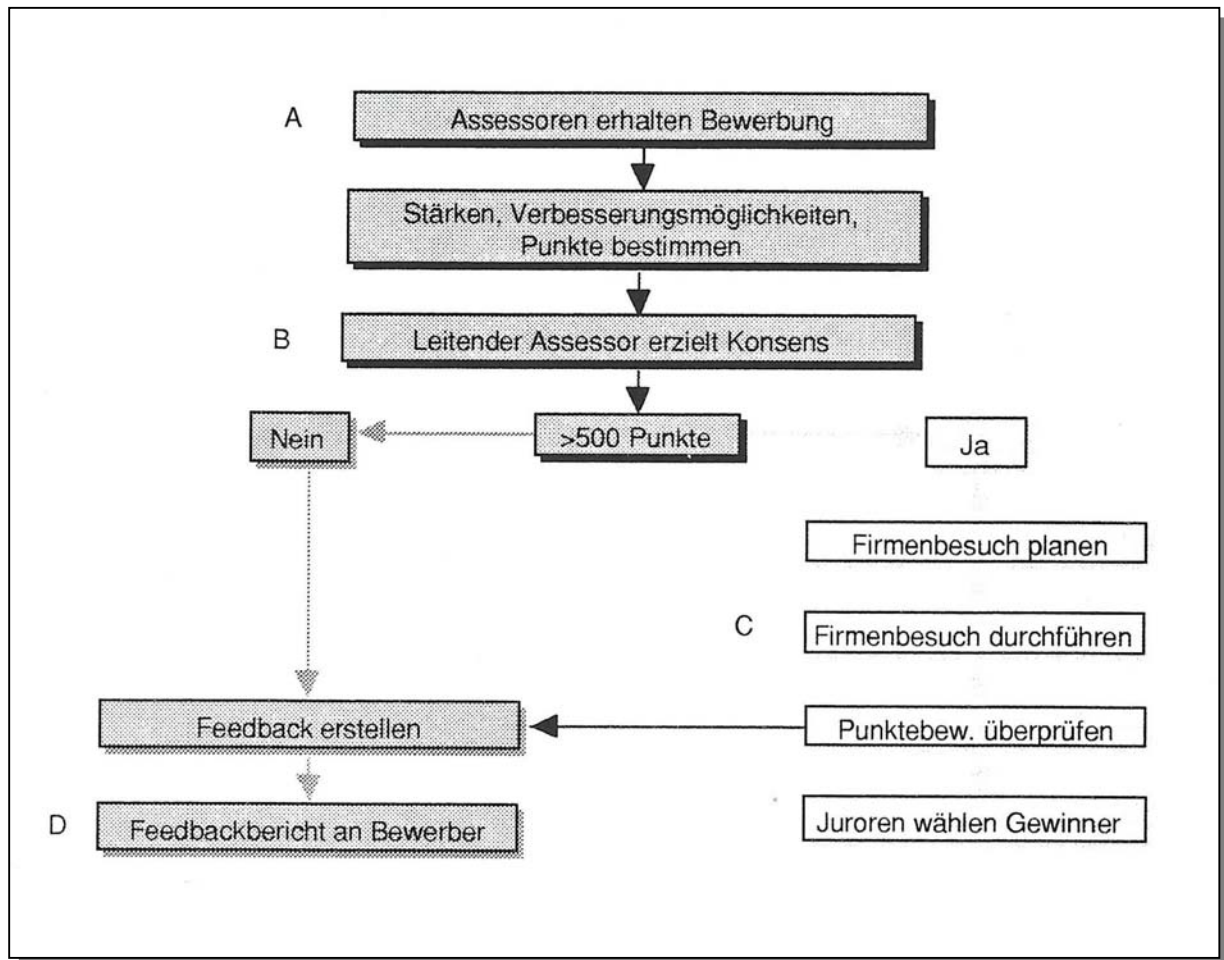 A
Assessoren erhalten Bewerbung
Stärken, Verbesserungsmöglichkeiten,
Punkte bestimmen
B
Leitender Assessor erzielt Konsens
Nein
>500 Punkte
Ja
Firmenbesuch planen
C
Firmenbesuch durchführen
Feedback erstellen
Punktebew. überprüfen
D
Feedbackbericht an Bewerber
Juroren wählen Gewinner